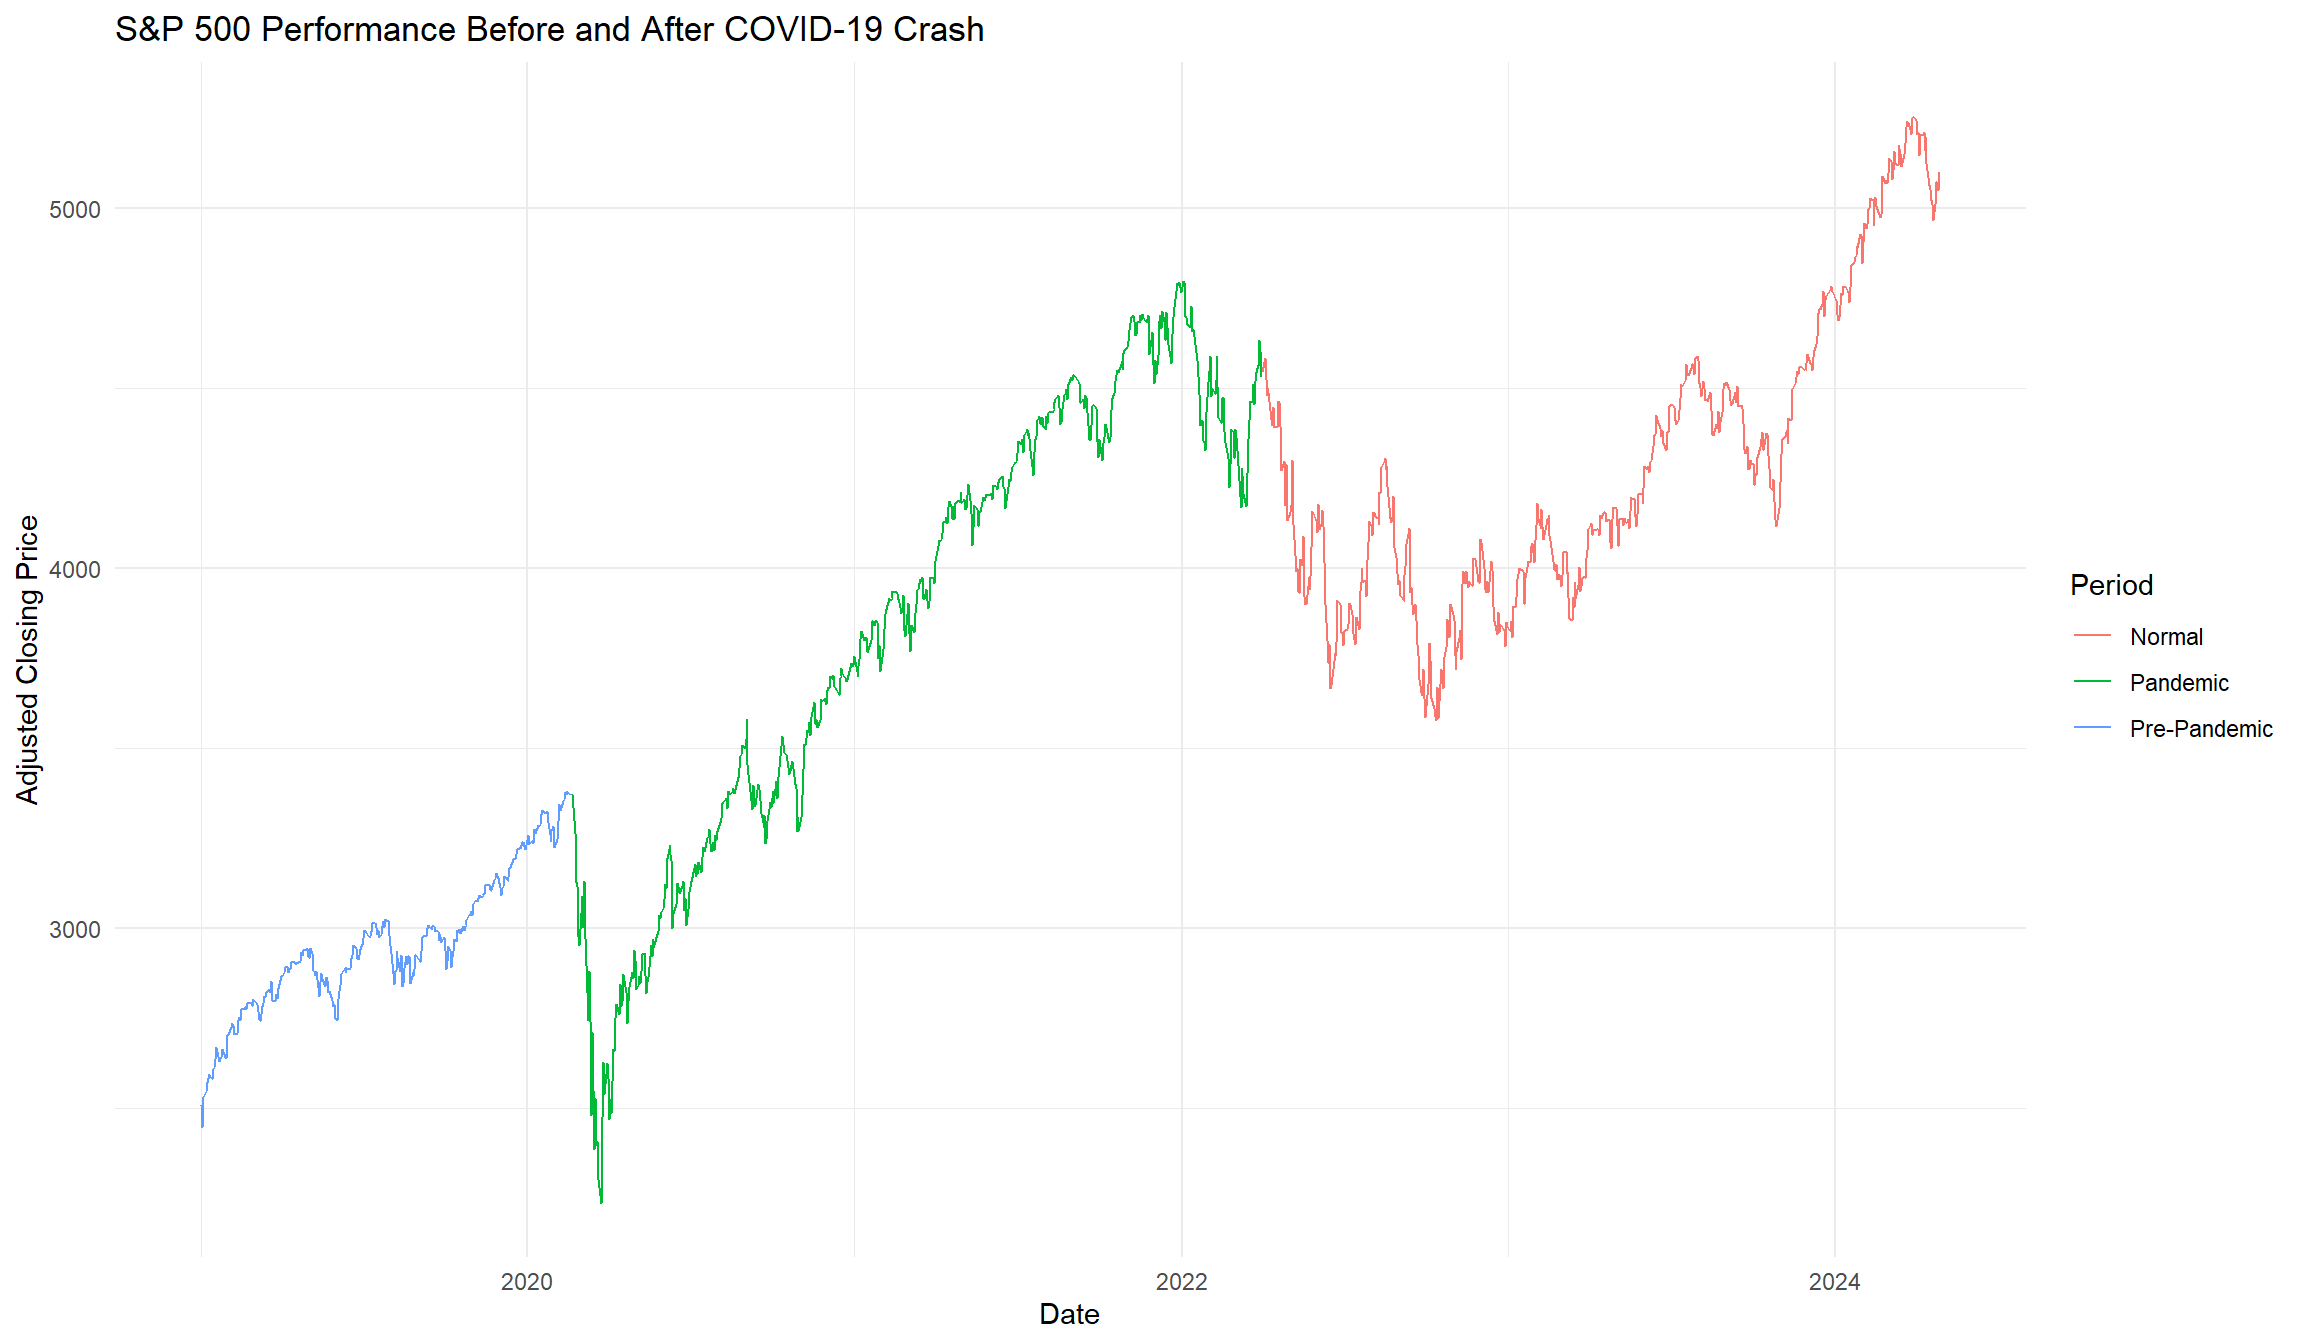 S&P 500 Performance Before and After COVID-19 Crash
Adjusted Closing Price
5000
4000
3000
2020
2022
2024
Date
Period
Normal
Pandemic
Pre-Pandemic